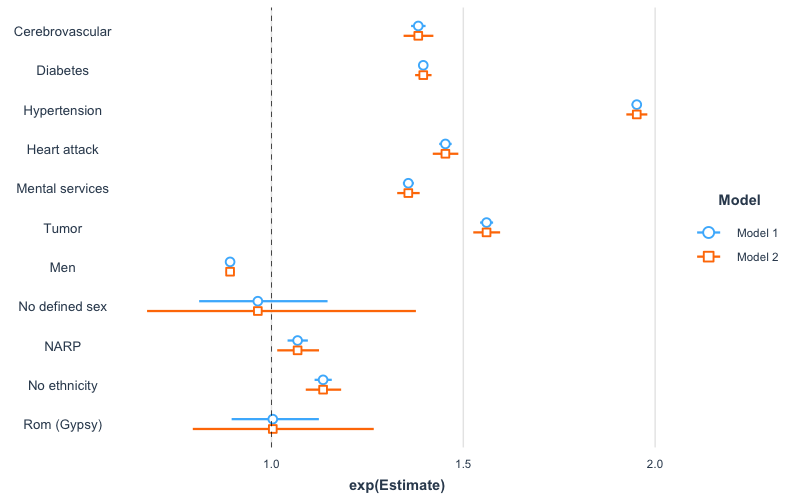 Cerebrovascular
Diabetes
Hypertension
Heart attack
Mental services
Tumor
Men
No defined sex
NARP
No ethnicity
Rom (Gypsy)
1.0 1.5 2.0
exp(Estimate)
Model
Model 1
Model 2